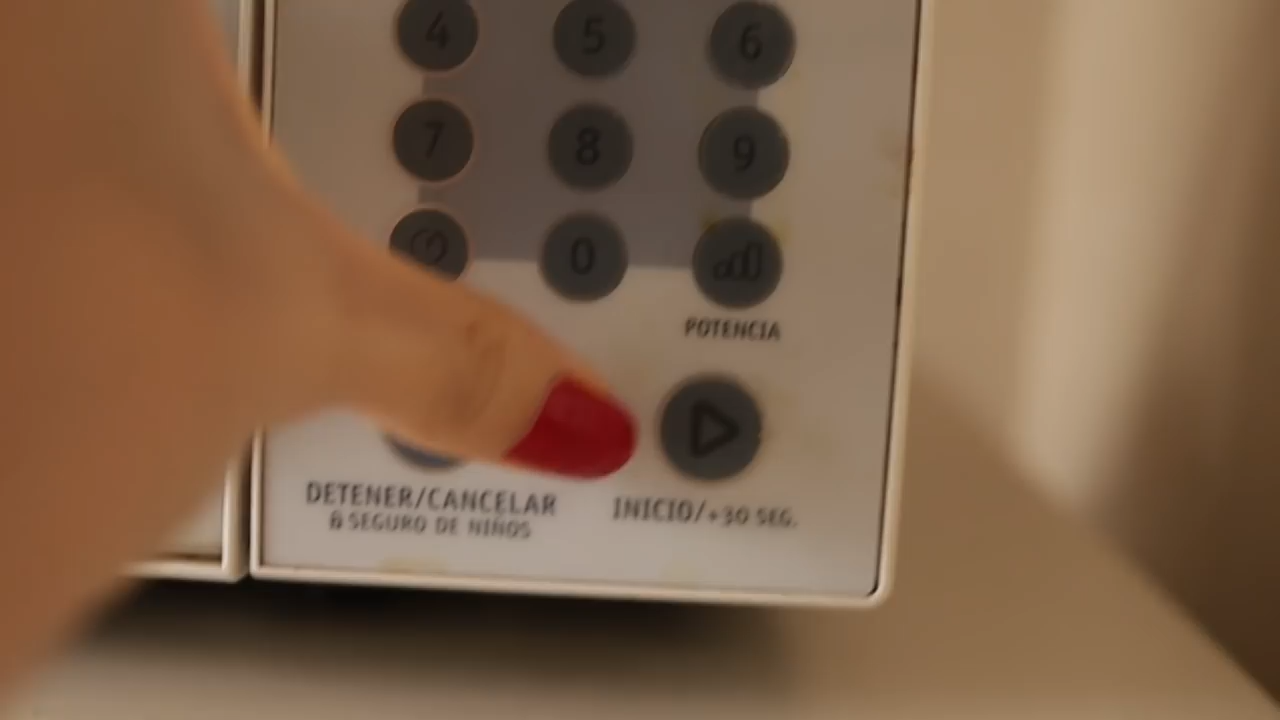 4 5 6
7 8 9
0
POTENCIA
DETENER/CANCELAR
SEGURO DE NIÑOS
INICIO/+30 SEG.